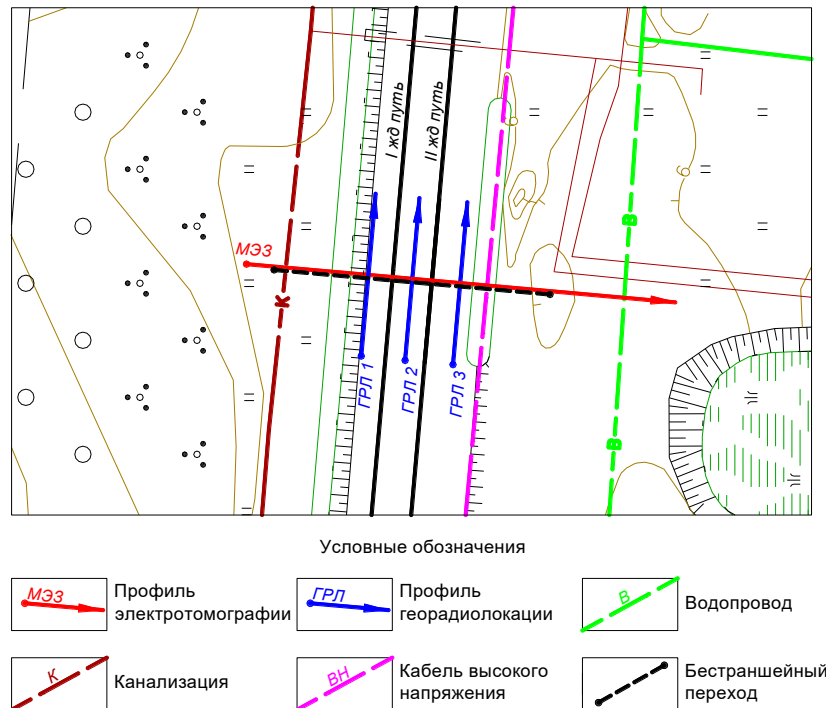 I жд путь
II жд путь
МЭЗ
К
В
В
ГРЛ 1
ГРЛ 2
ГРЛ 3
Условные обозначения
МЭЗ
Профиль
электротомографии
ГРЛ
Профиль
георадиолокации
В
Водопровод
К
Канализация
ВН
Кабель высокого
напряжения
Бестраншейный
переход